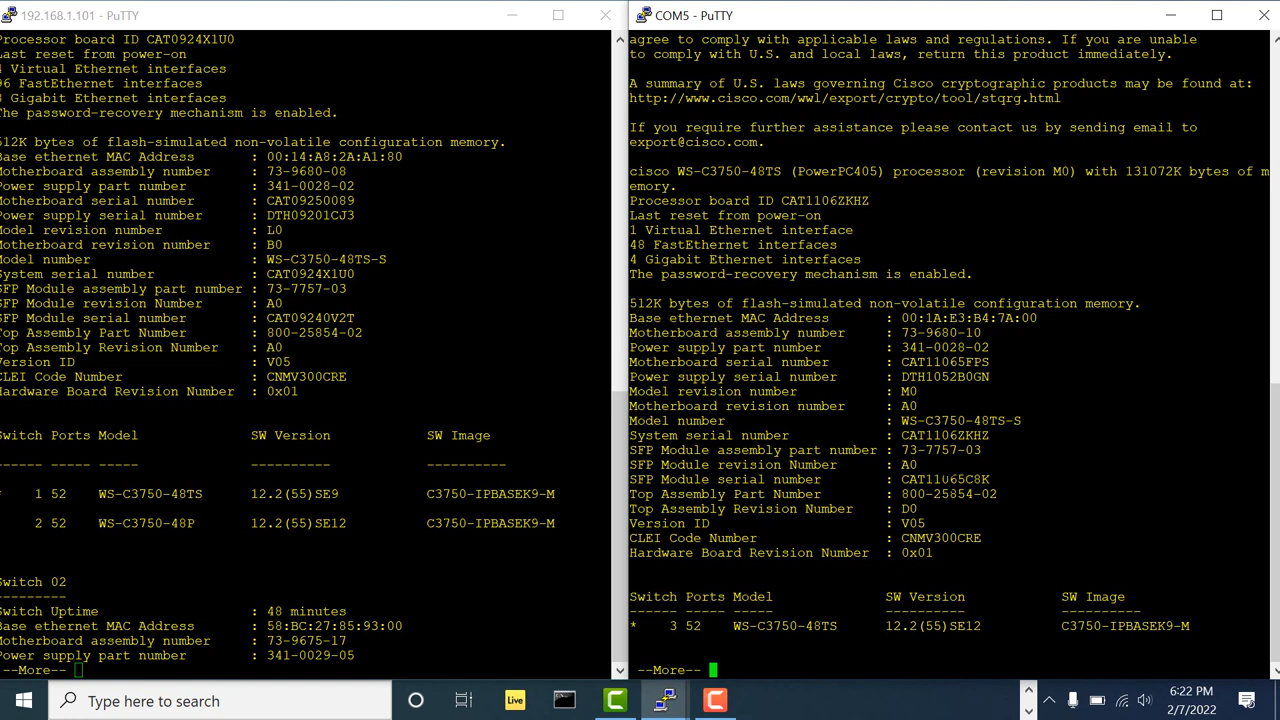 192.168.1.101 - PuTTY
Processor board ID CAT0924X1U0
Last reset from power-on
Virtual Ethernet interfaces
96 FastEthernet interfaces
Gigabit Ethernet interfaces
The password-recovery mechanism is enabled.
512K bytes of flash-simulated non-volatile configuration memory.
Base ethernet MAC Address : 00:14:A8:2A:A1:80
Motherboard assembly number : 73-9680-08
Power supply part number : 341-0028-02
Motherboard serial number : CAT09250089
Power supply serial number : DTH09201CJ3
Model revision number : L0
Motherboard revision number : B0
Model number : WS-C3750-48TS-S
System serial number : CAT0924X1U0
SFP Module assembly part number : 73-7757-03
SFP Module revision Number : A0
SFP Module serial number : CAT09240V2T
Top Assembly Part Number : 800-25854-02
Top Assembly Revision Number : A0
Version ID : V05
CLEI Code Number : CNMV300CRE
Hardware Board Revision Number : 0x01
Switch Ports Model SW Version SW Image
------ ----- ----- ---------- ----------
* 1 52 WS-C3750-48TS 12.2(55)SE9 C3750-IPBASEK9-M
2 52 WS-C3750-48P 12.2(55)SE12 C3750-IPBASEK9-M
Switch 02
---------
Switch Uptime : 48 minutes
Base ethernet MAC Address : 58:BC:27:85:93:00
Motherboard assembly number : 73-9675-17
Power supply part number : 341-0029-05
--More--
COM5 - PuTTY
agree to comply with applicable laws and regulations. If you are unable
to comply with U.S. and local laws, return this product immediately.
A summary of U.S. laws governing Cisco cryptographic products may be found at:
http://www.cisco.com/wwl/export/crypto/tool/stqrg.html
If you require further assistance please contact us by sending email to
export@cisco.com.
cisco WS-C3750-48TS (PowerPC405) processor (revision M0) with 131072K bytes of m
emory.
Processor board ID CAT1106ZKHZ
Last reset from power-on
1 Virtual Ethernet interface
48 FastEthernet interfaces
4 Gigabit Ethernet interfaces
The password-recovery mechanism is enabled.
512K bytes of flash-simulated non-volatile configuration memory.
Base ethernet MAC Address : 00:1A:E3:B4:7A:00
Motherboard assembly number : 73-9680-10
Power supply part number : 341-0028-02
Motherboard serial number : CAT11065FPS
Power supply serial number : DTH1052B0GN
Model revision number : M0
Motherboard revision number : A0
Model number : WS-C3750-48TS-S
System serial number : CAT1106ZKHZ
SFP Module assembly part number : 73-7757-03
SFP Module revision Number : A0
SFP Module serial number : CAT11065C8K
Top Assembly Part Number : 800-25854-02
Top Assembly Revision Number : D0
Version ID : V05
CLEI Code Number : CNMV300CRE
Hardware Board Revision Number : 0x01
Switch Ports Model SW Version SW Image
------ ----- ----- ---------- ----------
* 3 52 WS-C3750-48TS 12.2(55)SE12 C3750-IPBASEK9-M
--More--
Type here to search
Live
6:22 PM
2/7/2022